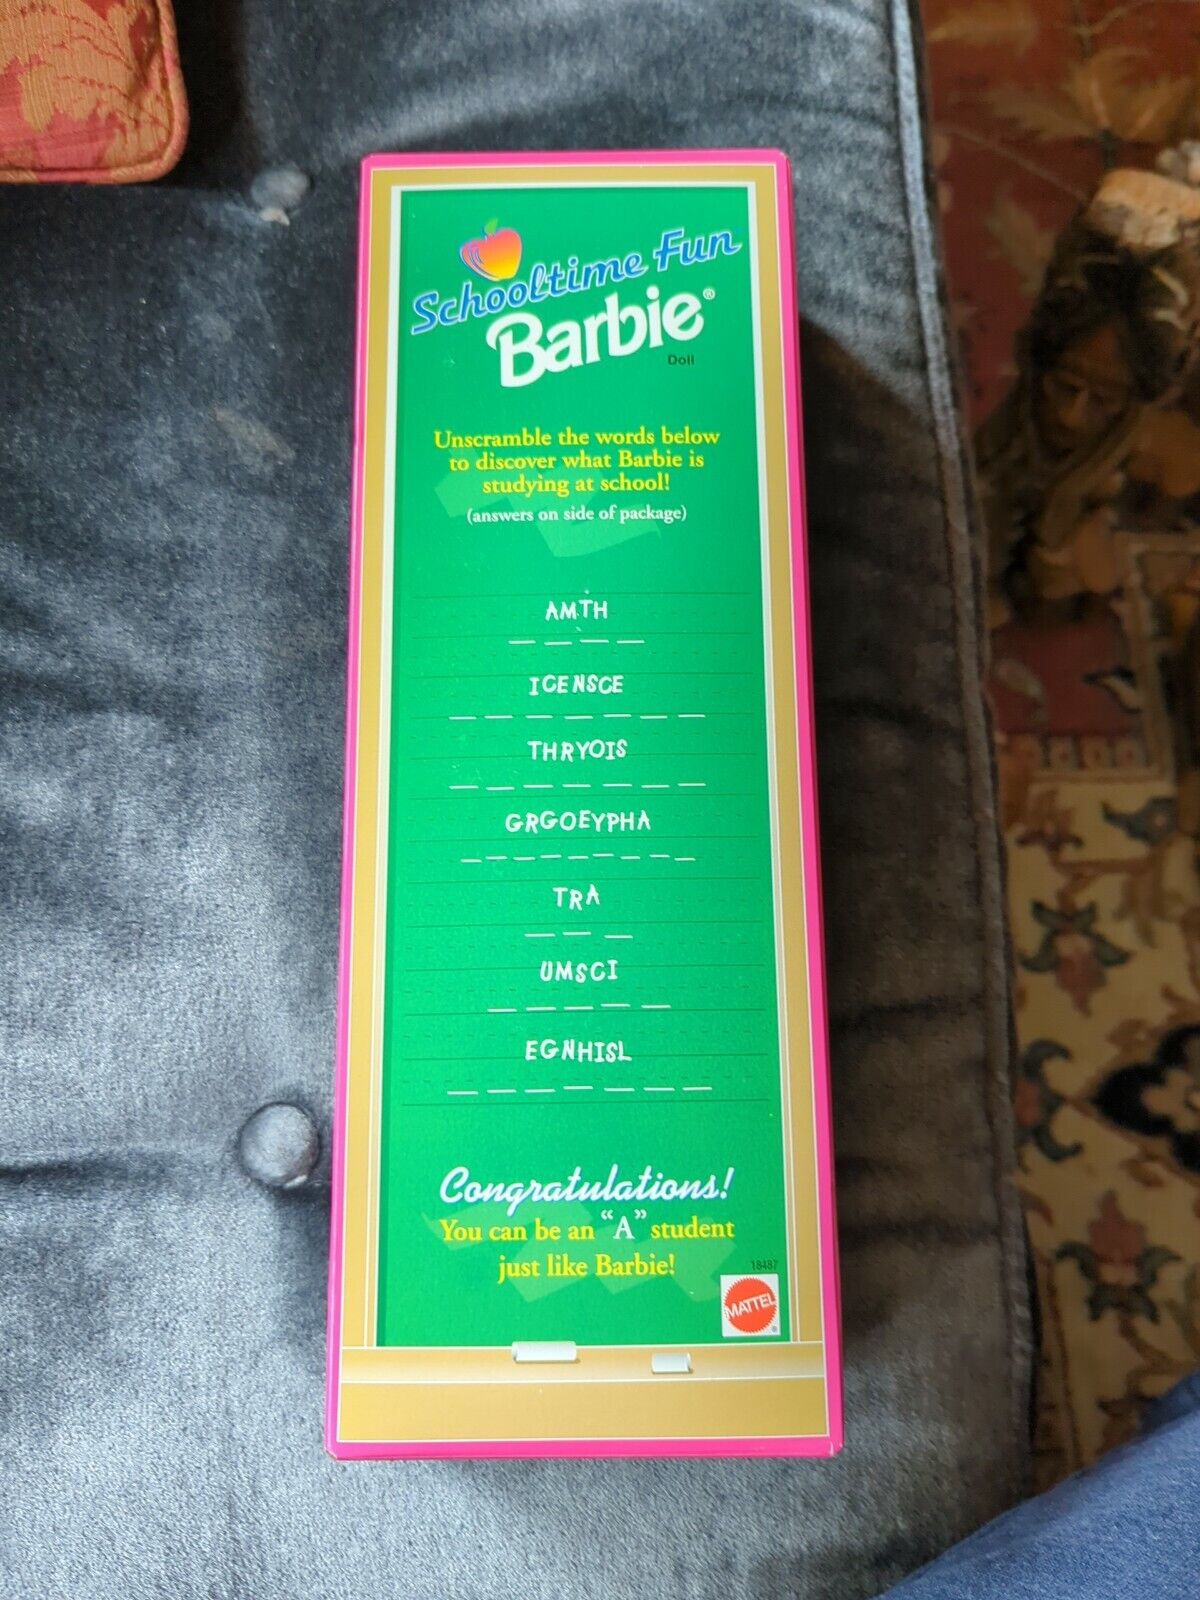 Schooltime Fun
Barbie®
Doll
Unscramble the words below
to discover what Barbie is
studying at school!
(answers on side of package)
AMTH
_ _ _ _
ICENSCE
_ _ _ _ _ _ _
THRYOIS
_ _ _ _ _ _ _
GRGOEYPHA
_ _ _ _ _ _ _ _ _
TRA
_ _ _
UMSCI
_ _ _ _ _
EGNHISL
_ _ _ _ _ _ _
Congratulations!
You can be an "A" student
just like Barbie!
18487
MATTEL
®